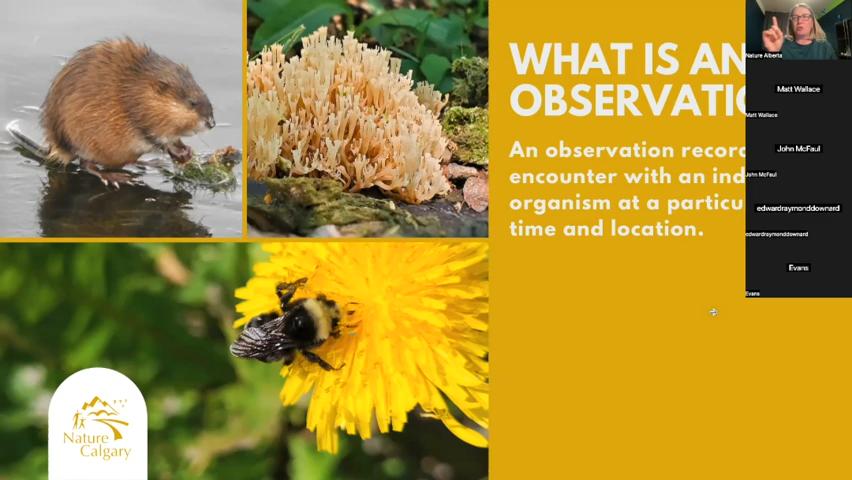 WHAT IS AN
OBSERVATIO
An observation record
encounter with an ind
organism at a particu
time and location.
Nature
Calgary
Nature Alberta
Matt Wallace
Matt Wallace
John McFaul
John McFaul
edwardraymonddownard
edwardraymonddownard
Evans
Evans